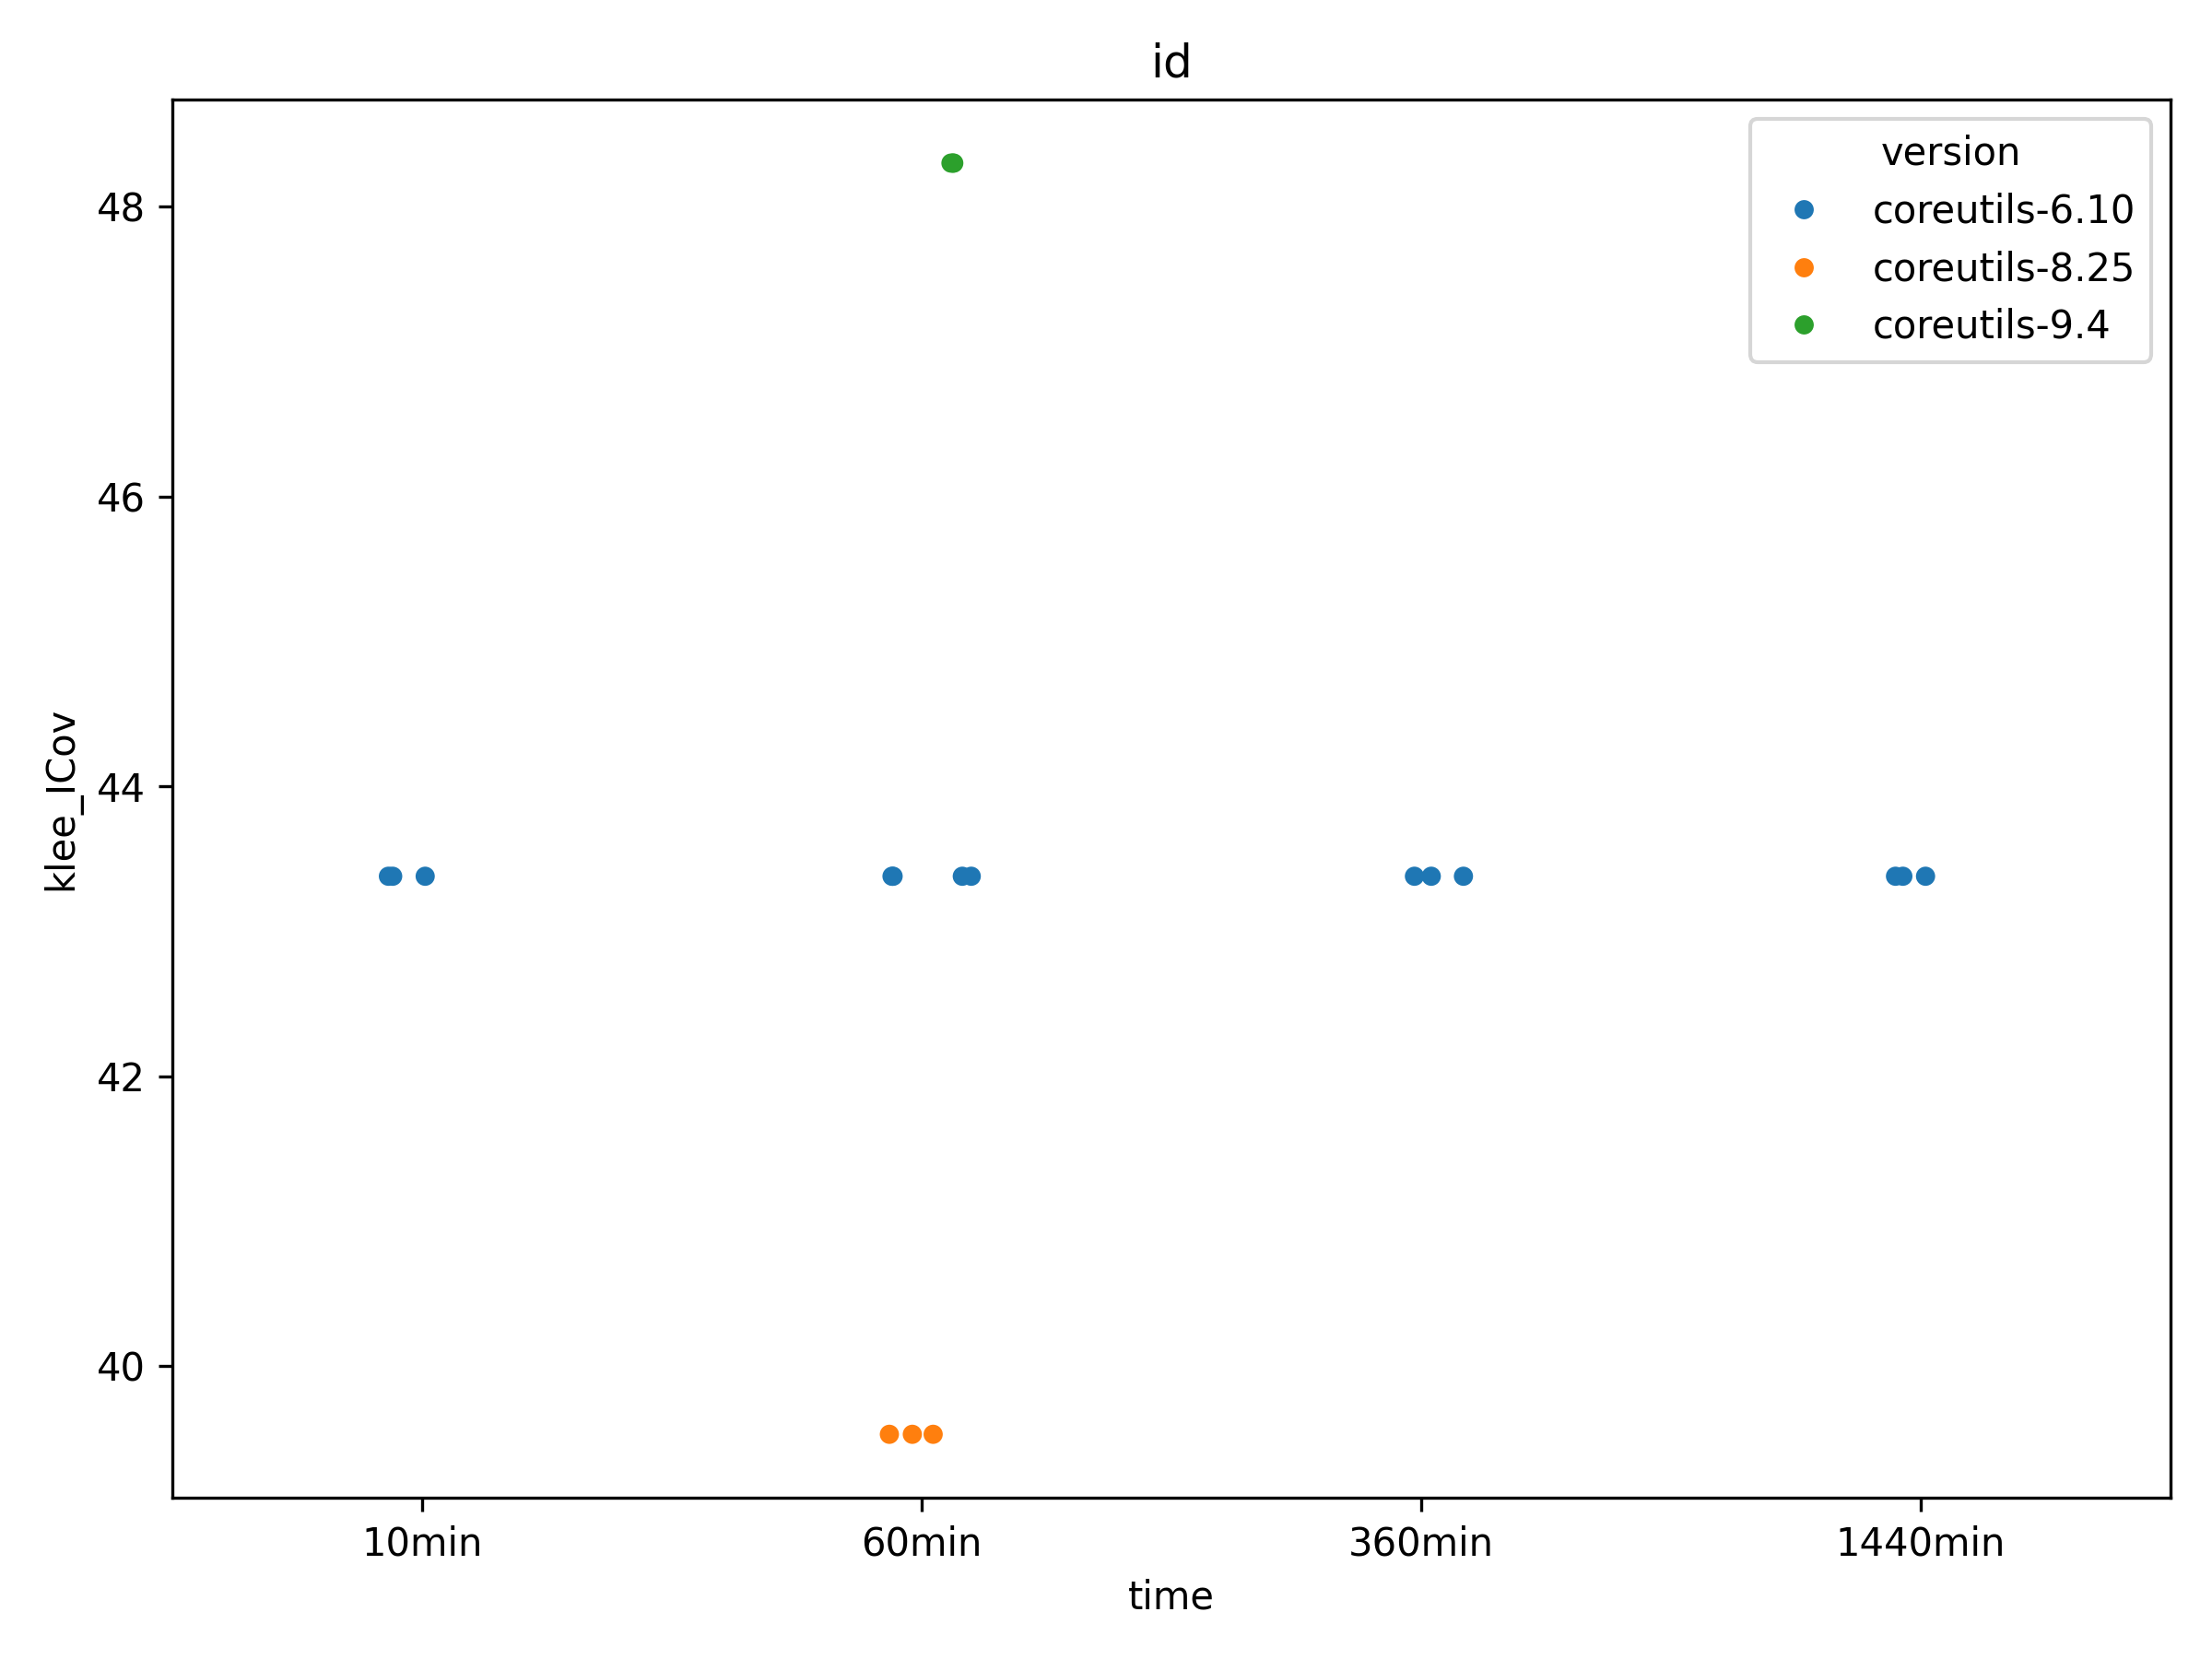 id
version
coreutils-6.10
coreutils-8.25
coreutils-9.4
klee_ICov
48
46
44
42
40
10min
60min
360min
1440min
time